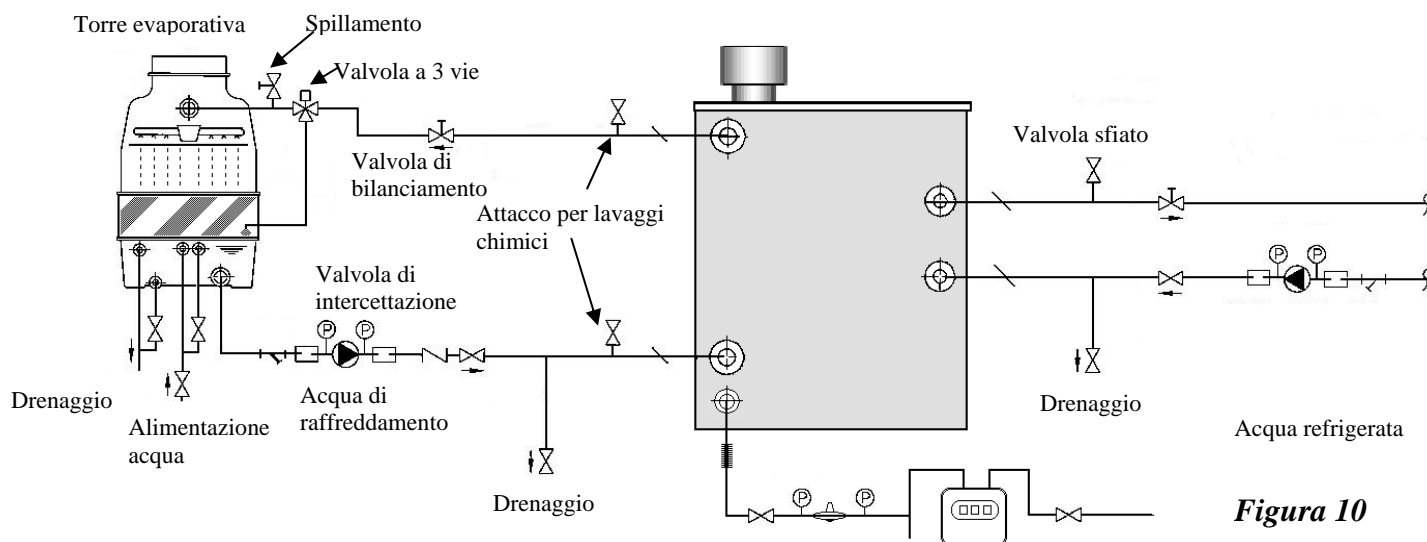 Torre evaporativa
Spillamento
Valvola a 3 vie
Valvola di
bilanciamento
Attacco per lavaggi
chimici
Valvola sfiato
Valvola di
intercettazione
P
P
P
P
Acqua di
raffreddamento
Drenaggio
Alimentazione
acqua
Drenaggio
Drenaggio
Acqua refrigerata
P
P
Figura 10